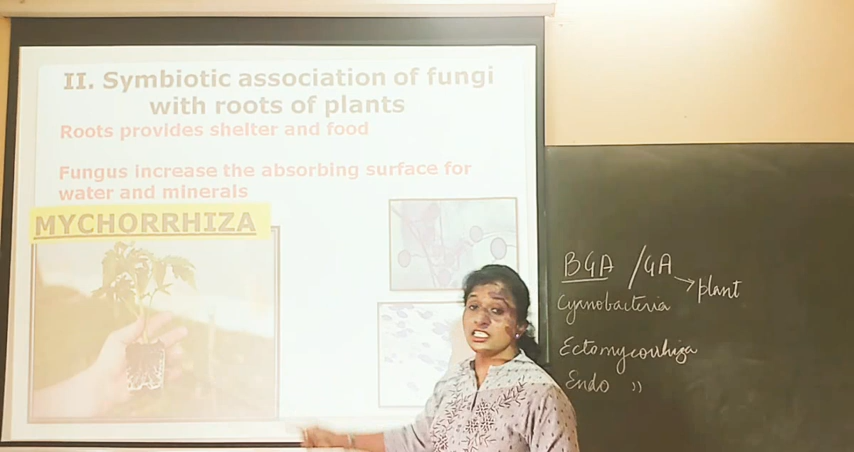 II. Symbiotic association of fungi
with roots of plants
Roots provides shelter and food
Fungus increase the absorbing surface for
water and minerals
MYCHORRHIZA
BGA / GA
→ plant
Cyanobacteria
Ectomycorrhiza
Endo "